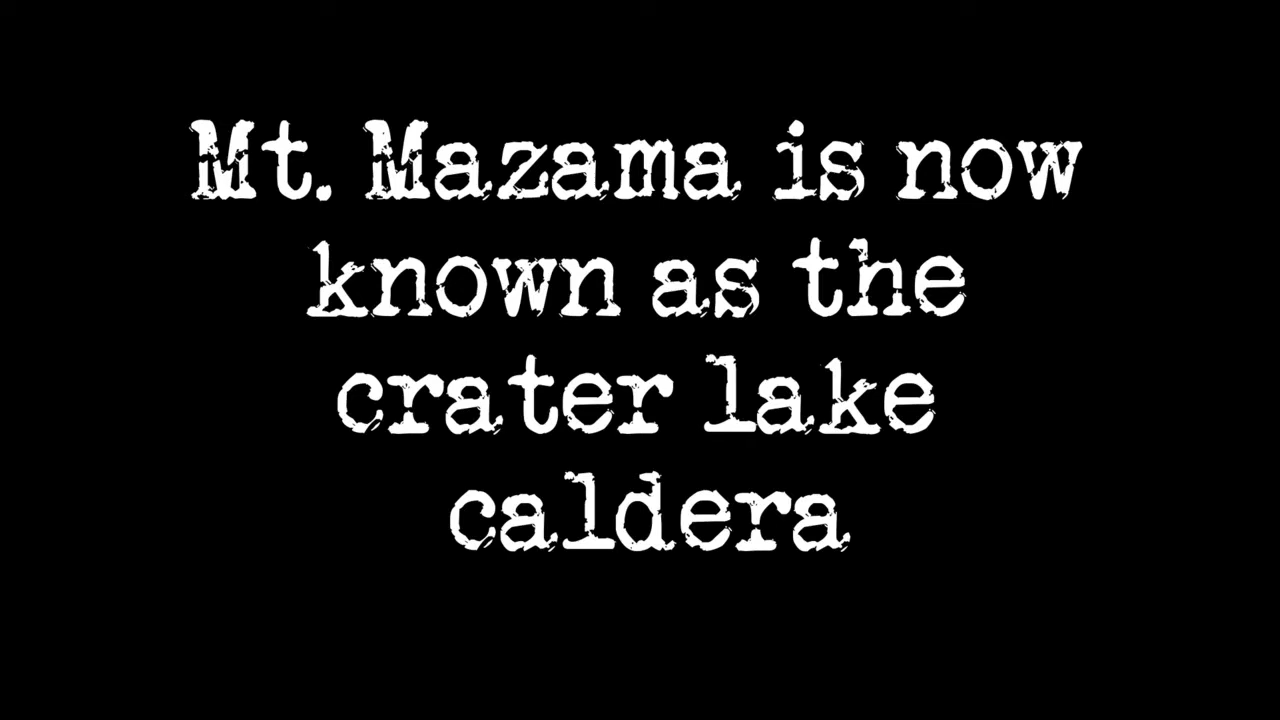 Mt. Mazama is now
known as the
crater lake
caldera